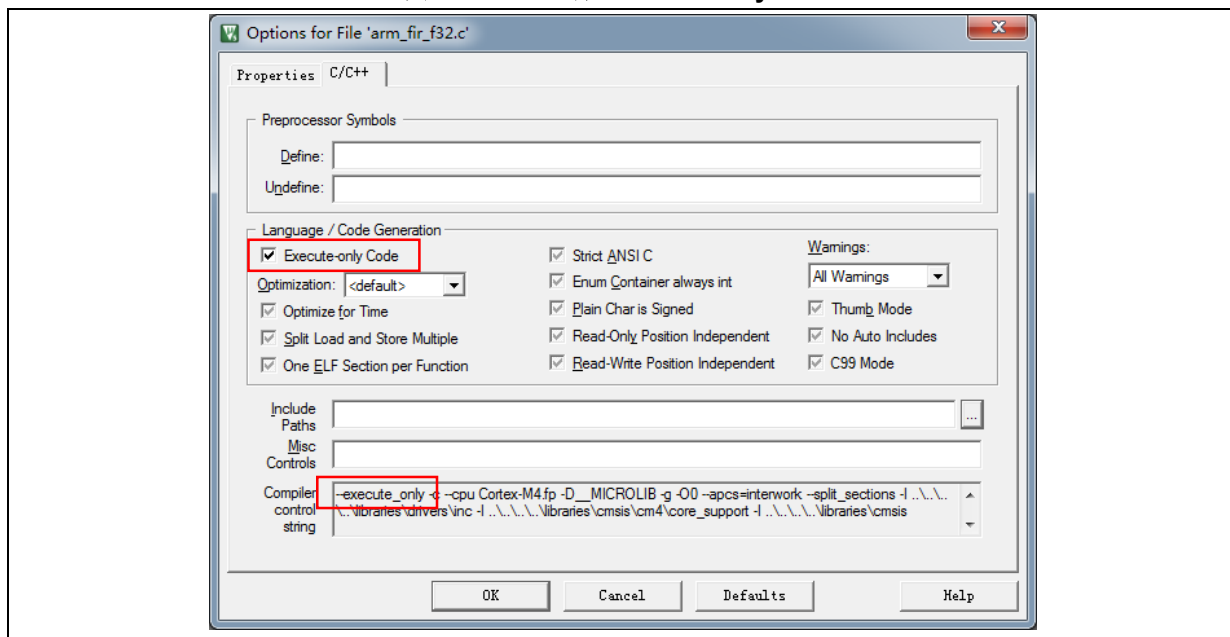 Options for File 'arm_fir_f32.c'
Properties C/C++
Preprocessor Symbols
Define:
Undefine:
Language / Code Generation
Execute-only Code
Strict ANSI C
Warnings:
Optimization: <default>
Enum Container always int
All Warnings
Optimize for Time
Plain Char is Signed
Thumb Mode
Split Load and Store Multiple
Read-Only Position Independent
No Auto Includes
One ELF Section per Function
Read-Write Position Independent
C99 Mode
Include
Paths
...
Misc
Controls
Compiler
control
string
--execute_only -c --cpu Cortex-M4.fp -D__MICROLIB -g -O0 --apcs=interwork --split_sections -I ..\..\..
\..\libraries\drivers\inc -I ..\..\..\..\libraries\cmsis\cm4\core_support -I ..\..\..\..\libraries\cmsis
OK Cancel Defaults Help